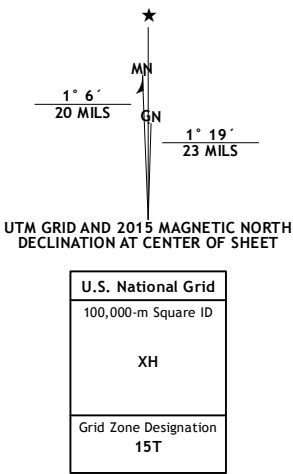 ★
MN
1° 6´
20 MILS
GN
1° 19´
23 MILS
UTM GRID AND 2015 MAGNETIC NORTH
DECLINATION AT CENTER OF SHEET
U.S. National Grid
100,000-m Square ID
XH
Grid Zone Designation
15T